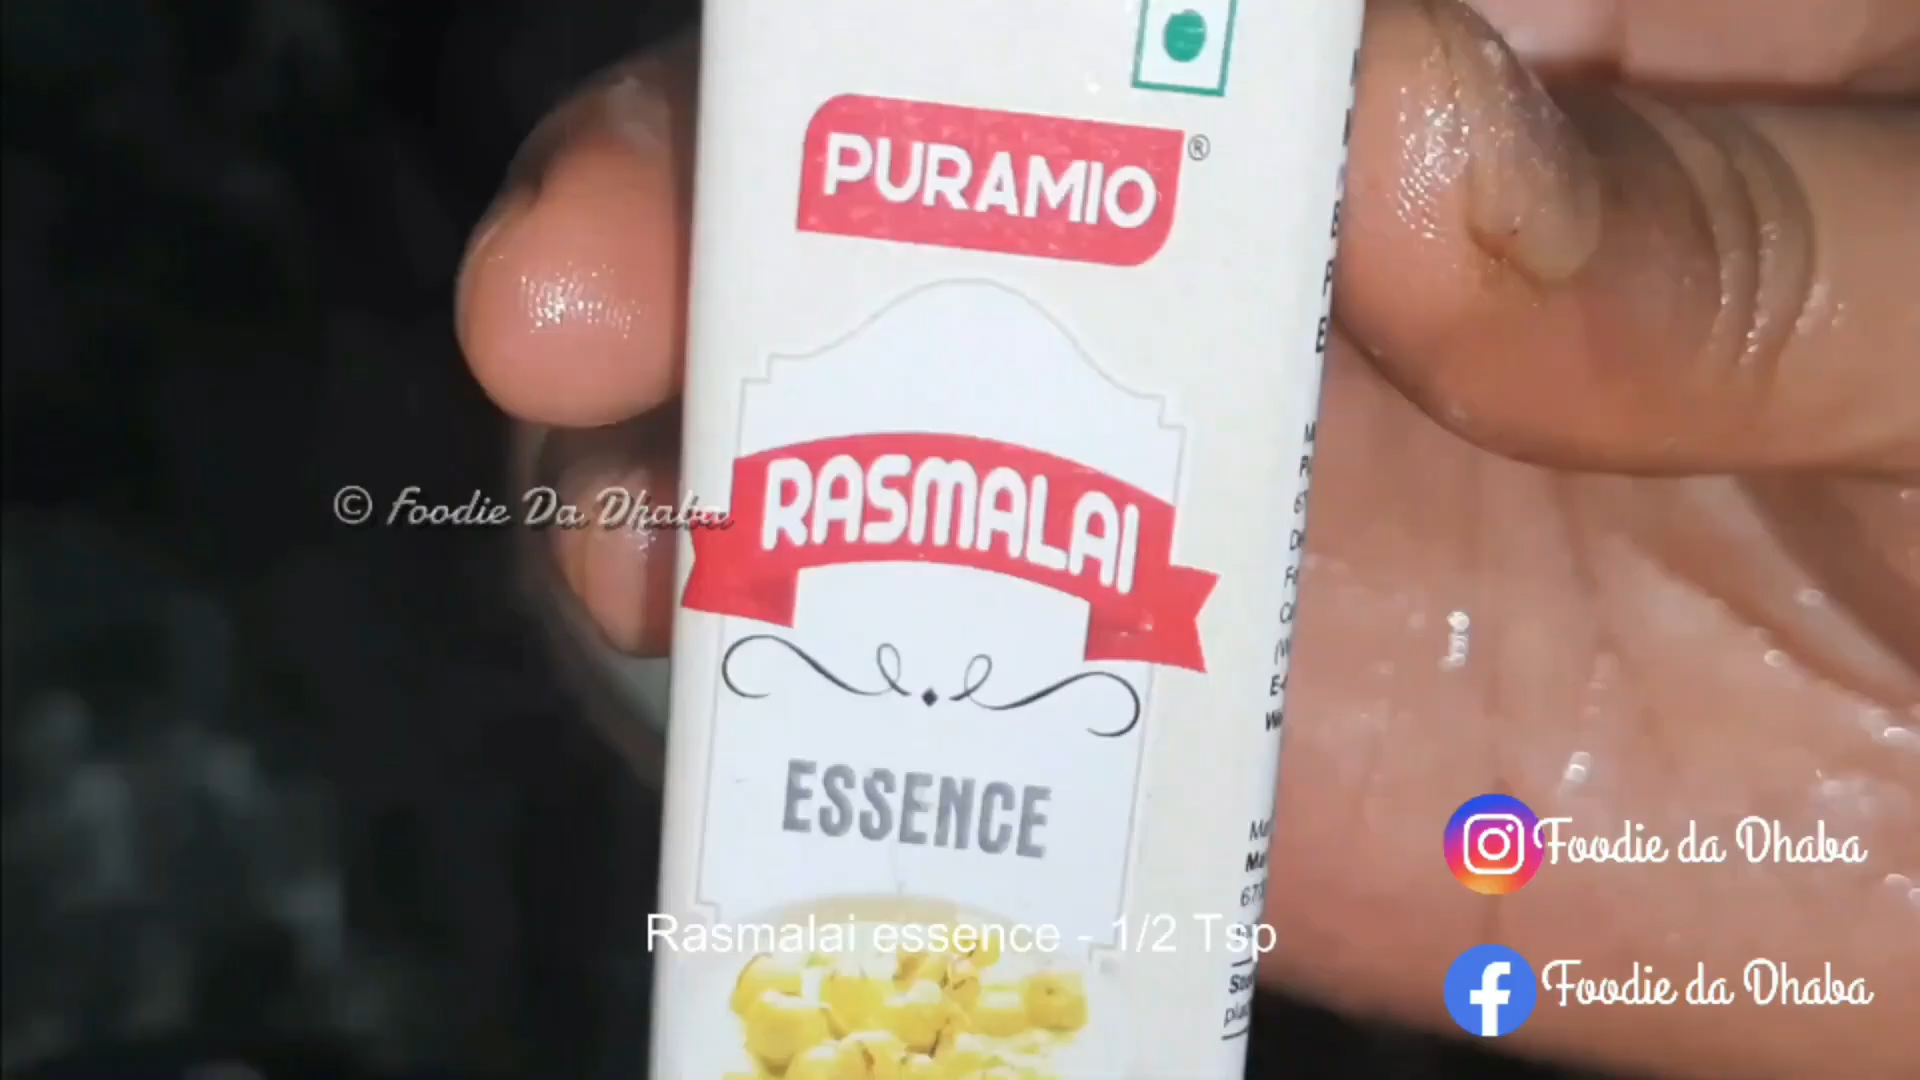 PURAMIO
®
RASMALAI
© Foodie Da Dhaba
ESSENCE
Foodie da Dhaba
Rasmalai essence - 1/2 Tsp
Foodie da Dhaba